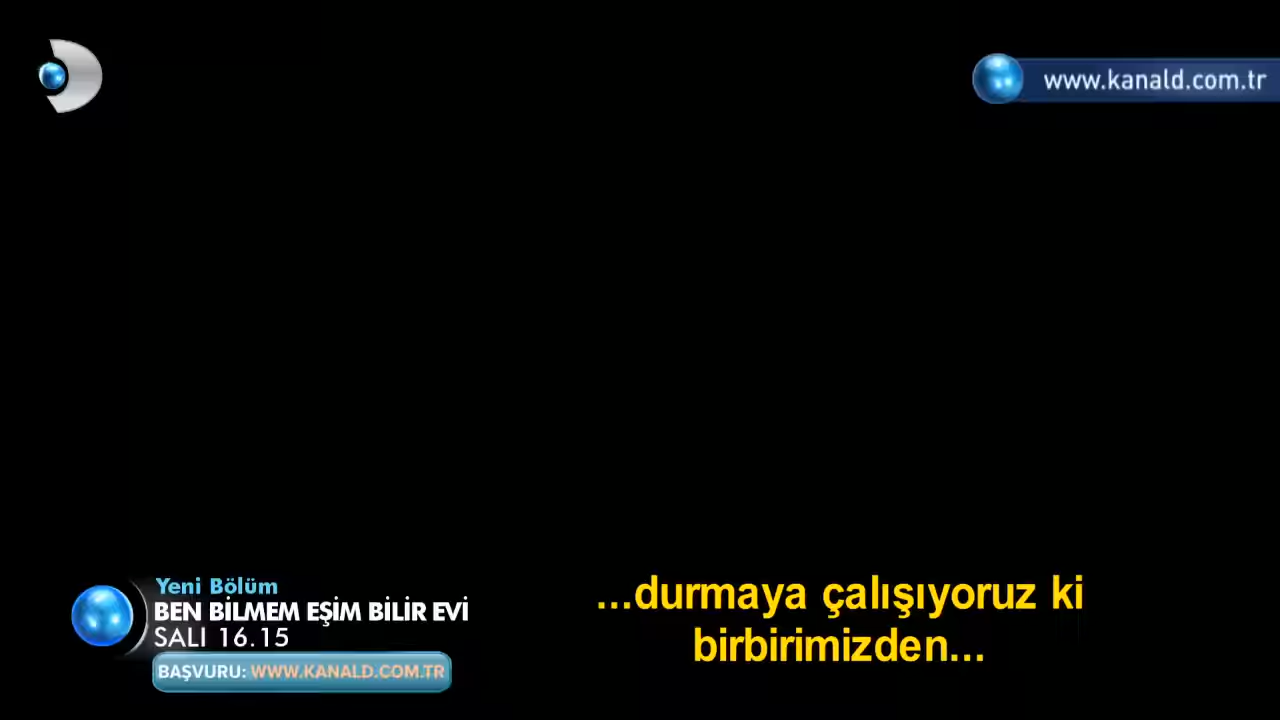 www.kanald.com.tr
Yeni Bölüm
BEN BİLMEM EŞİM BİLİR EVİ
SALI 16.15
BAŞVURU: WWW.KANALD.COM.TR
...durmaya çalışıyoruz ki
birbirimizden...